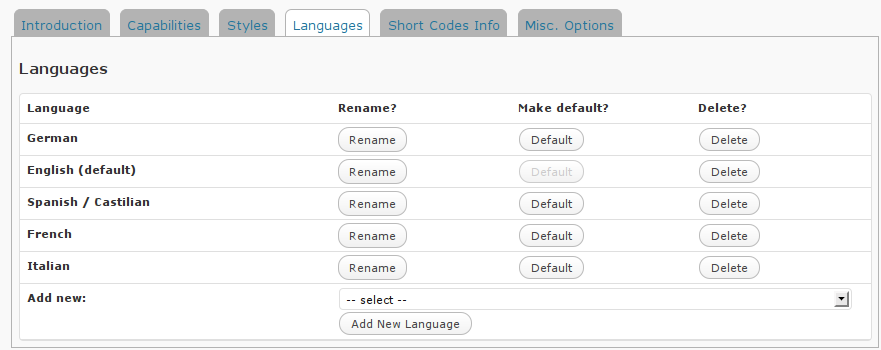 Introduction Capabilities Styles Languages Short Codes Info Misc. Options
Languages
Language Rename? Make default? Delete?
German Rename Default Delete
English (default) Rename Default Delete
Spanish / Castilian Rename Default Delete
French Rename Default Delete
Italian Rename Default Delete
Add new: -- select --
Add New Language